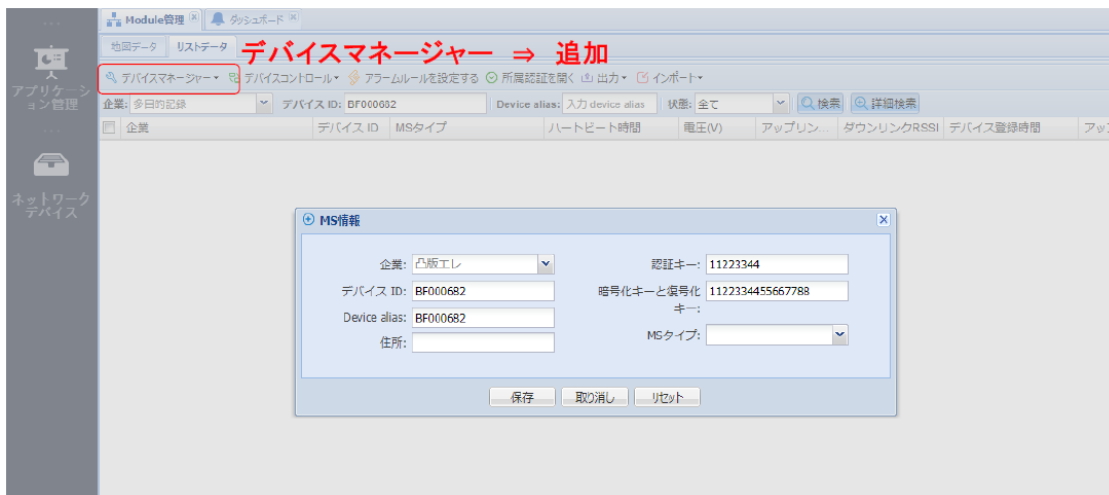 Module管理 ダッシュボード
地図データ リストデータ
デバイスマネージャー ⇒ 追加
デバイスマネージャー デバイスコントロール アラームルールを設定する 所属認証を開く 出力 インポート
アプリケーション管理
企業: 多目的記録 デバイス ID: BF000682 Device alias: 入力 device alias 状態: 全て 検索 詳細検索
企業 デバイス ID MSタイプ ハートビート時間 電圧(V) アップリン... ダウンリンクRSSI デバイス登録時間 アップ
ネットワークデバイス
MS情報
企業: 凸版エレ 認証キー: 11223344
デバイス ID: BF000682 暗号化キーと復号化キー: 1122334455667788
Device alias: BF000682
住所: MSタイプ:
保存 取り消し リセット